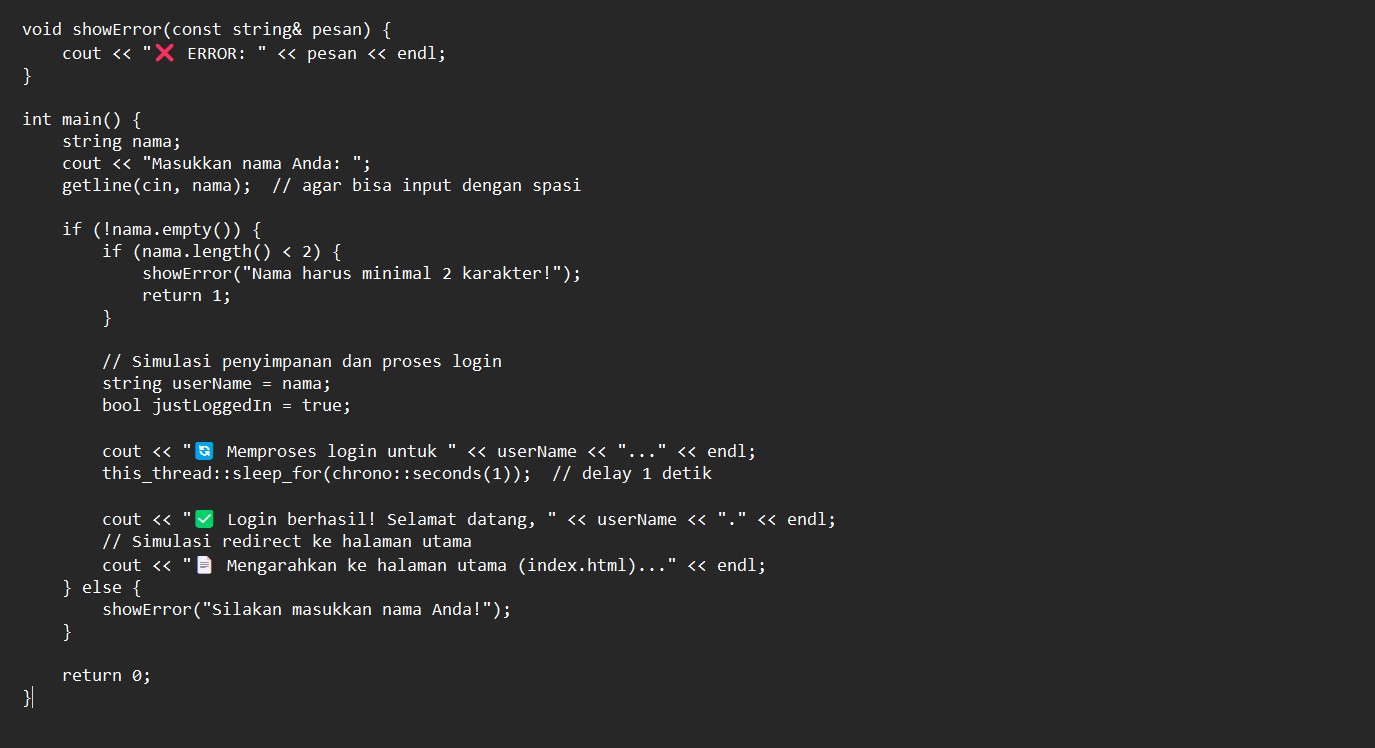 void showError(const string& pesan) {
    cout << "❌ ERROR: " << pesan << endl;
}

int main() {
    string nama;
    cout << "Masukkan nama Anda: ";
    getline(cin, nama);  // agar bisa input dengan spasi

    if (!nama.empty()) {
        if (nama.length() < 2) {
            showError("Nama harus minimal 2 karakter!");
            return 1;
        }

        // Simulasi penyimpanan dan proses login
        string userName = nama;
        bool justLoggedIn = true;

        cout << "🔄 Memproses login untuk " << userName << "..." << endl;
        this_thread::sleep_for(chrono::seconds(1));  // delay 1 detik

        cout << "✅ Login berhasil! Selamat datang, " << userName << "." << endl;
        // Simulasi redirect ke halaman utama
        cout << "📄 Mengarahkan ke halaman utama (index.html)..." << endl;
    } else {
        showError("Silakan masukkan nama Anda!");
    }

    return 0;
}